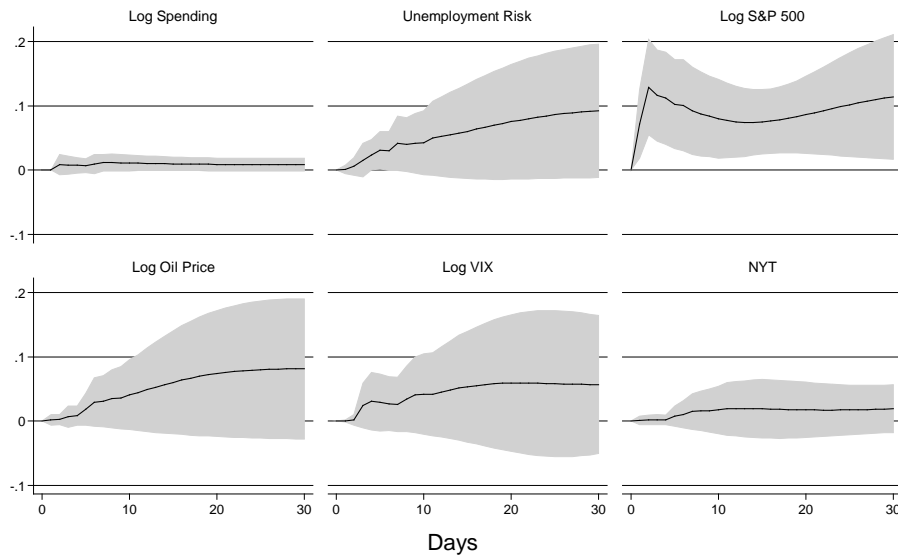 Log Spending Unemployment Risk Log S&P 500
.2
.1
0
-.1
Log Oil Price Log VIX NYT
.2
.1
0
-.1
0 10 20 30 0 10 20 30 0 10 20 30
Days